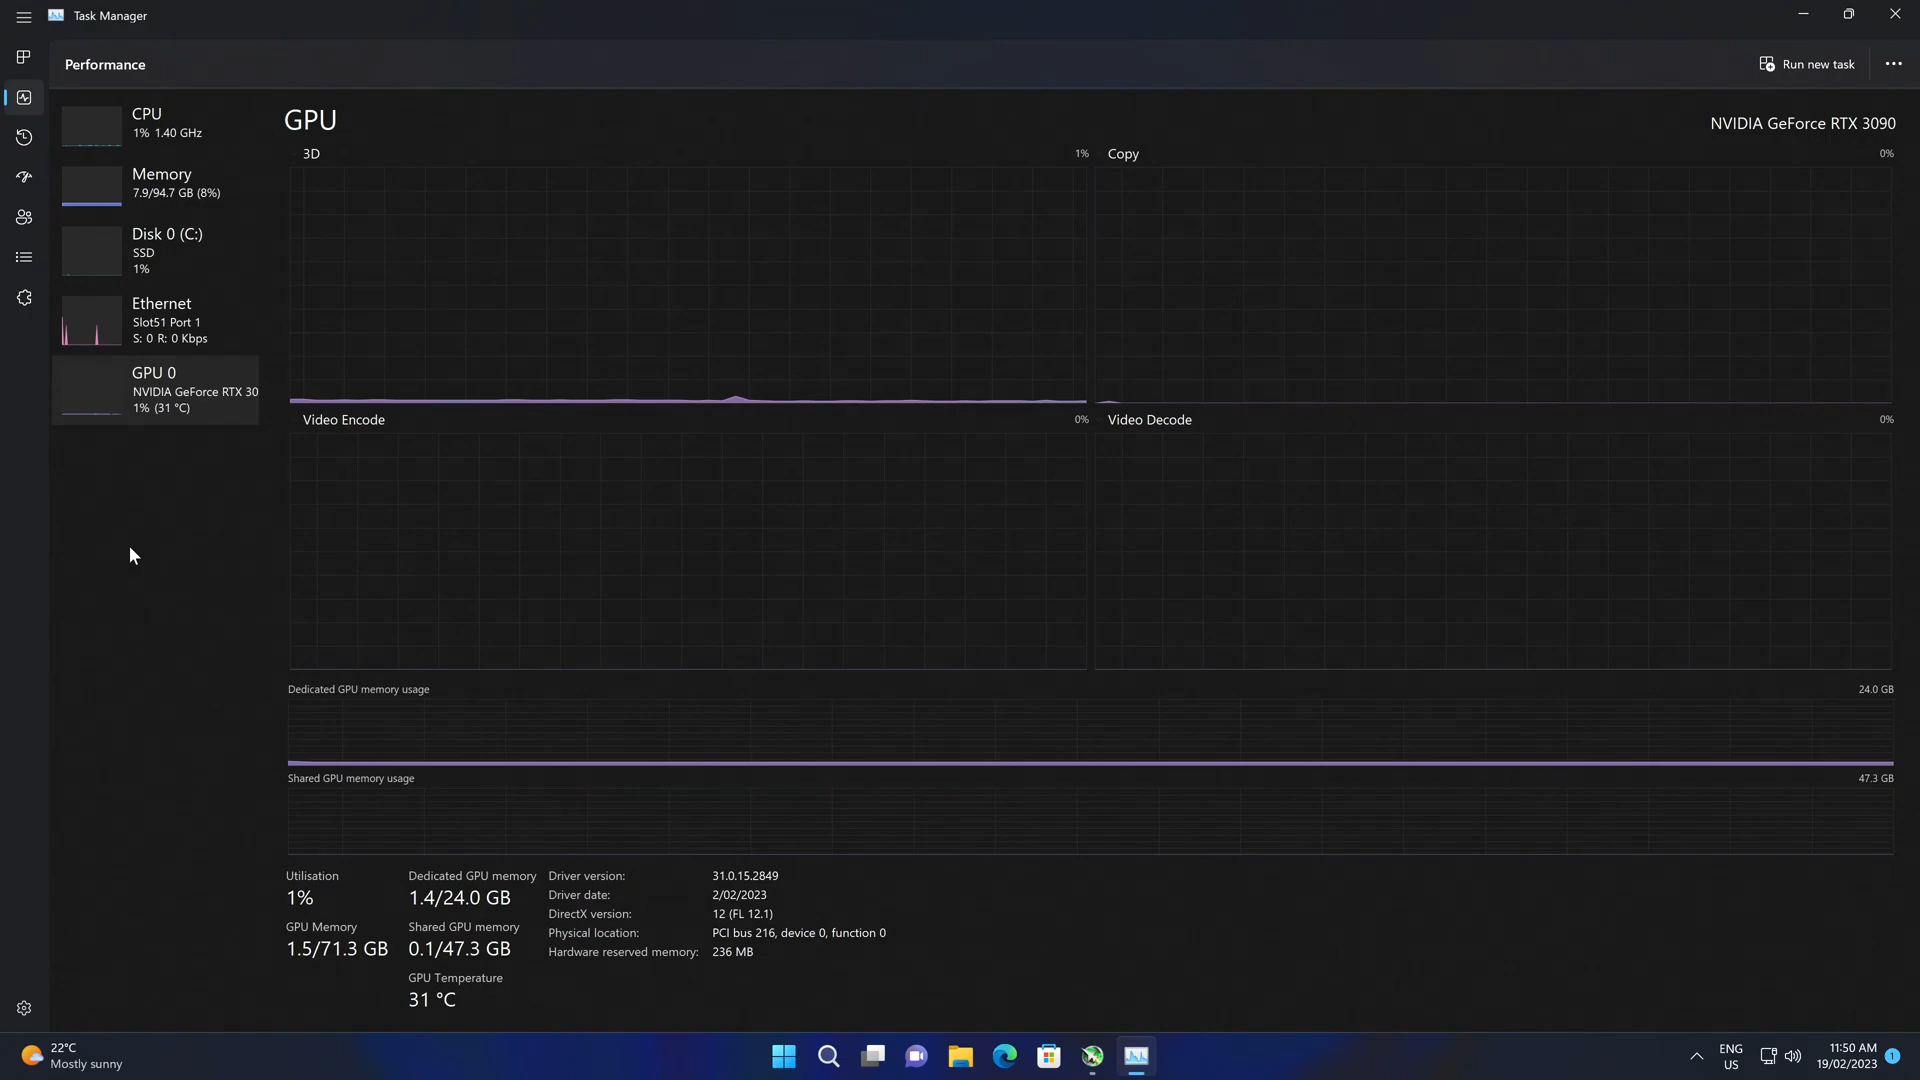 Task Manager
Performance
Run new task
CPU
1% 1.40 GHz
Memory
7.9/94.7 GB (8%)
Disk 0 (C:)
SSD
1%
Ethernet
Slot51 Port 1
S: 0 R: 0 Kbps
GPU 0
NVIDIA GeForce RTX 30
1% (31 °C)
GPU
NVIDIA GeForce RTX 3090
3D
1%
Copy
0%
Video Encode
0%
Video Decode
0%
Dedicated GPU memory usage
24.0 GB
Shared GPU memory usage
47.3 GB
Utilisation
1%
Dedicated GPU memory
1.4/24.0 GB
GPU Memory
1.5/71.3 GB
Shared GPU memory
0.1/47.3 GB
GPU Temperature
31 °C
Driver version: 31.0.15.2849
Driver date: 2/02/2023
DirectX version: 12 (FL 12.1)
Physical location: PCI bus 216, device 0, function 0
Hardware reserved memory: 236 MB
22°C
Mostly sunny
ENG
US
11:50 AM
19/02/2023
1